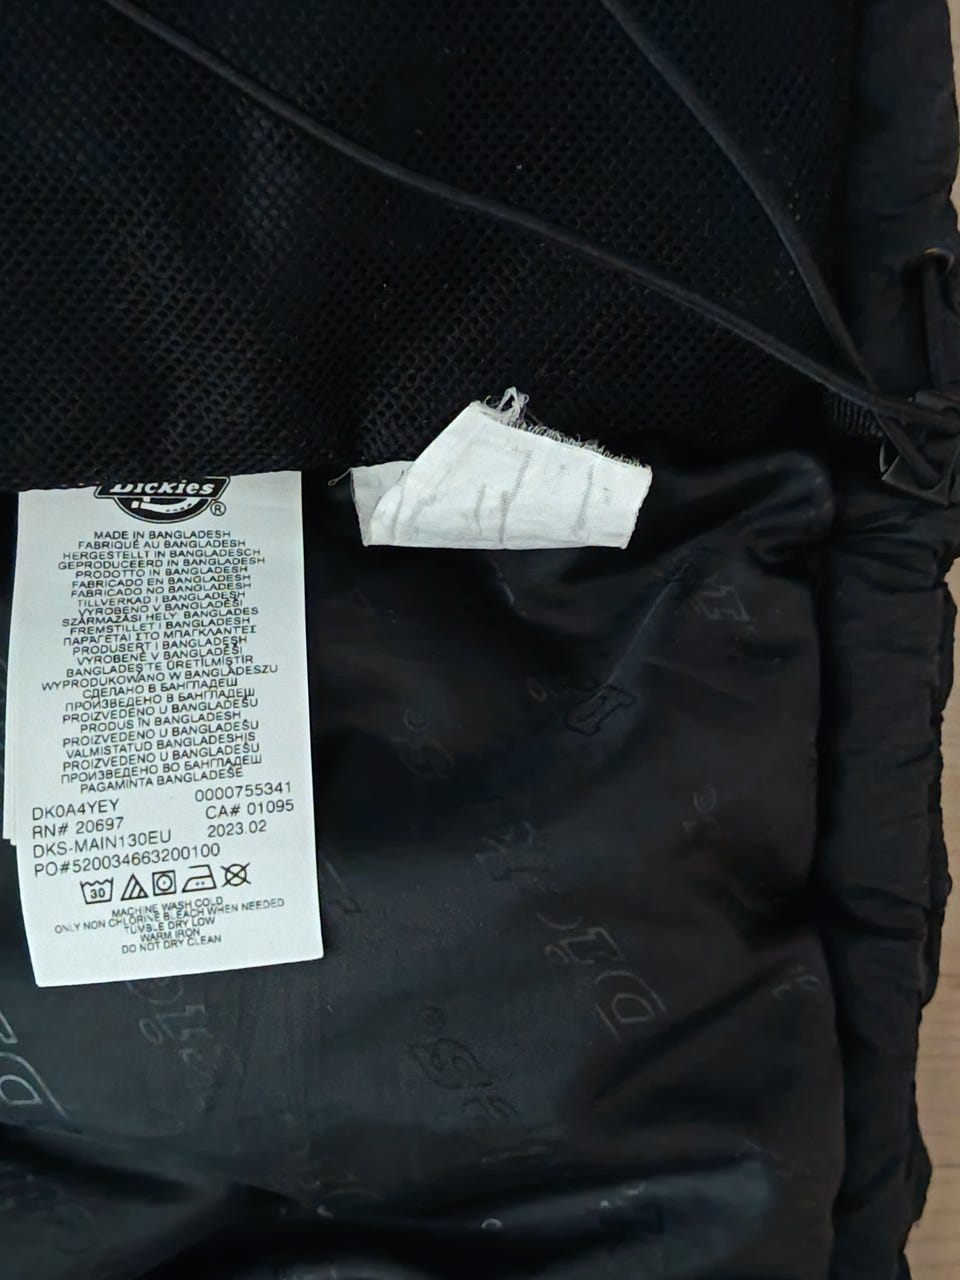 Dickies®
MADE IN BANGLADESH
FABRIQUÉ AU BANGLADESH
HERGESTELLT IN BANGLADESCH
GEPRODUCEERD IN BANGLADESH
PRODOTTO IN BANGLADESH
FABRICADO EN BANGLADESH
FABRICADO NO BANGLADESH
TILLVERKAD I BANGLADESH
VYROBENO V BANGLADÉŠI
SZÁRMAZÁSI HELY: BANGLADES
FREMSTILLET I BANGLADESH
ΠΑΡΑΓΕΤΑΙ ΣΤΟ ΜΠΑΓΚΛΑΝΤΕΣ
PRODUSERT I BANGLADESH
VYROBENÉ V BANGLADÉŠI
BANGLADEŞ'TE ÜRETİLMİŞTİR
WYPRODUKOWANO W BANGLADESZU
СДЕЛАНО В БАНГЛАДЕШ
ПРОИЗВЕДЕНО В БАНГЛАДЕШ
PROIZVEDENO U BANGLADEŠU
PRODUS ÎN BANGLADESH
PROIZVEDENO U BANGLADEŠU
VALMISTATUD BANGLADESHIS
PROIZVEDENO U BANGLADEŠU
ПРОИЗВЕДЕНО ВО БАНГЛАДЕШ
PAGAMINTA BANGLADEŠE
DK0A4YEY 0000755341
RN# 20697 CA# 01095
DKS-MAIN130EU 2023.02
PO#520034663200100
30
MACHINE WASH COLD
ONLY NON CHLORINE BLEACH WHEN NEEDED
TUMBLE DRY LOW
WARM IRON
DO NOT DRY CLEAN